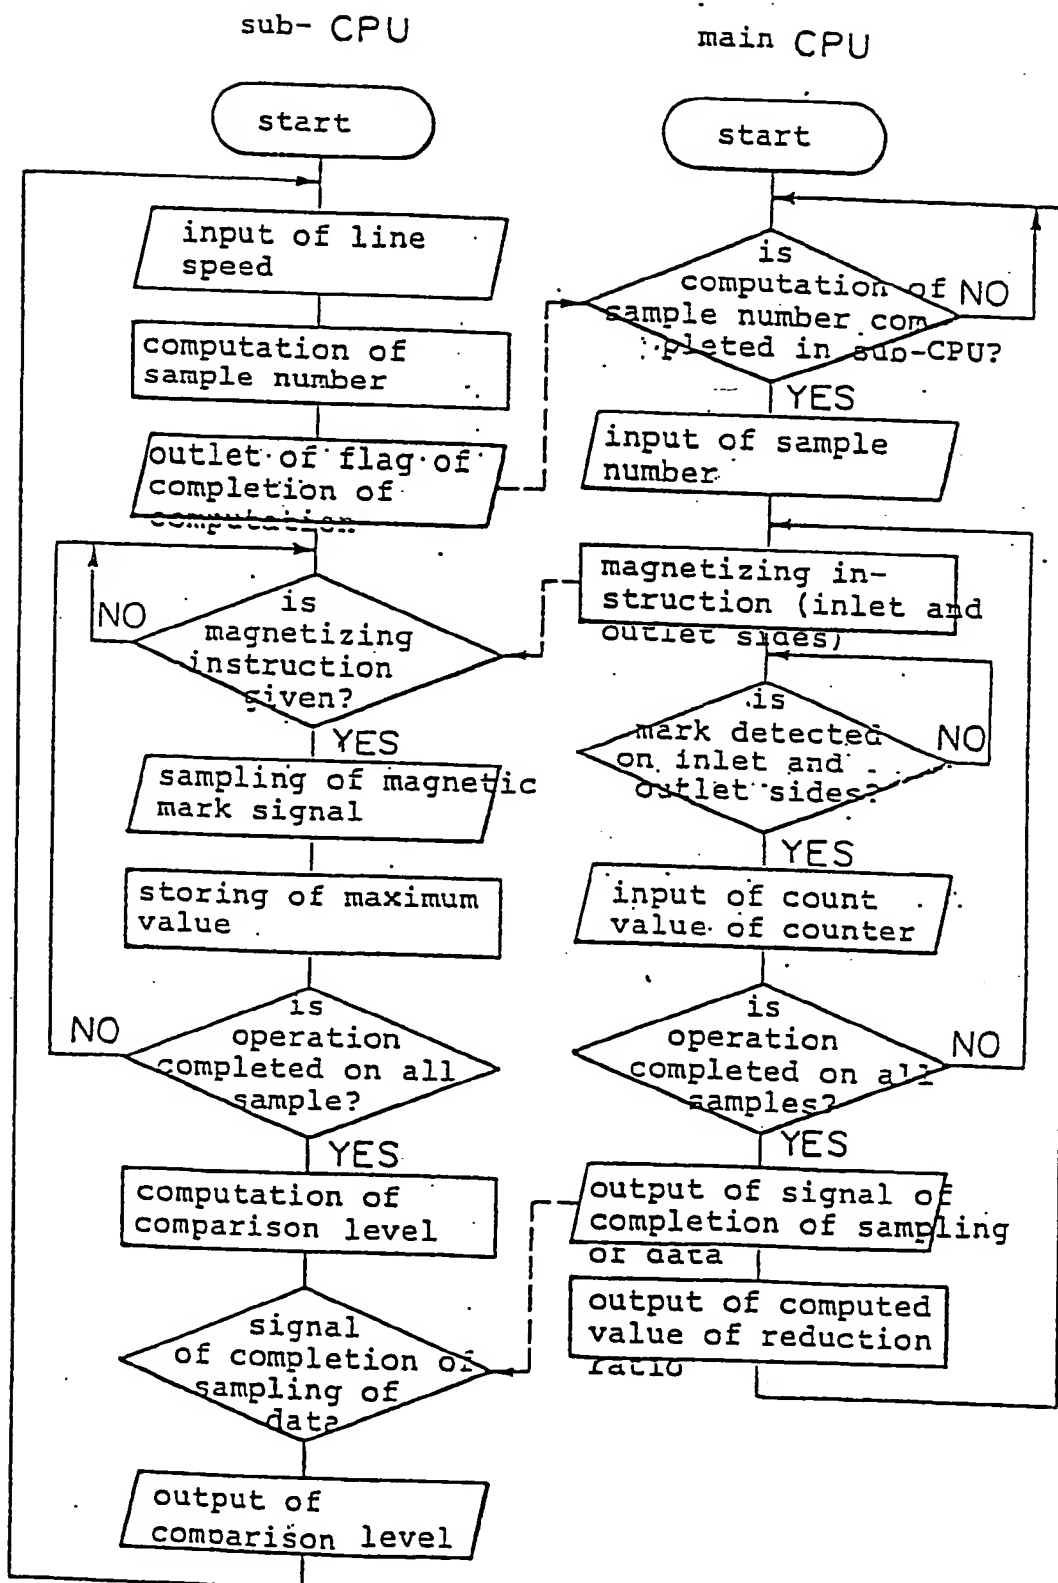 sub- CPU
start
input of line
speed
computation of
sample number
outlet of flag of
completion of
computation
is
magnetizing
instruction
given?
NO
YES
sampling of magnetic
mark signal
storing of maximum
value
is
operation
completed on all
sample?
NO
YES
computation of
comparison level
signal
of completion of
sampling of
data
output of
comparison level
main CPU
start
is
computation of
sample number com
pleted in sub-CPU?
NO
YES
input of sample
number
magnetizing in-
struction (inlet and
outlet sides)
is
mark detected
on inlet and
outlet sides?
NO
YES
input of count
value of counter
is
operation
completed on all
samples?
NO
YES
output of signal of
completion of sampling
of data
output of computed
value of reduction
ratio